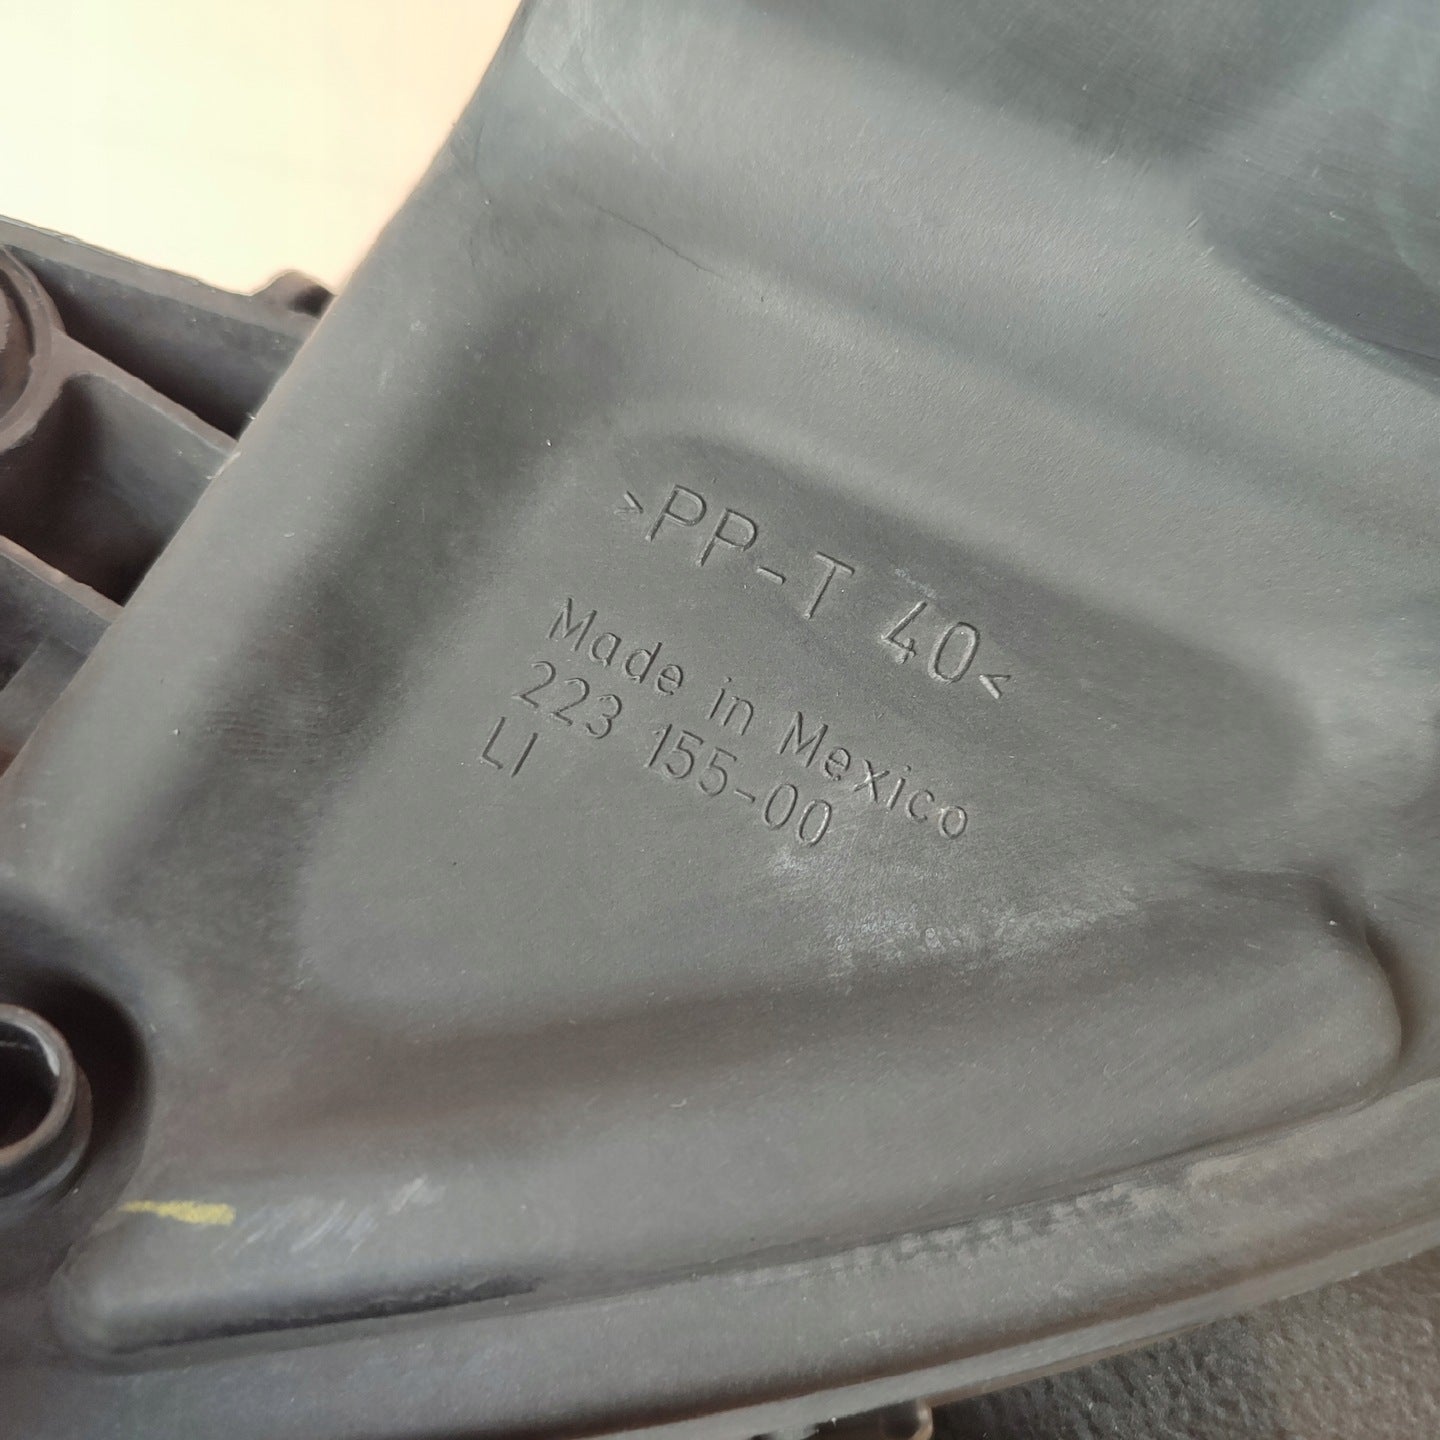 >PP-T 40<
Made in Mexico
223 155-00
LI